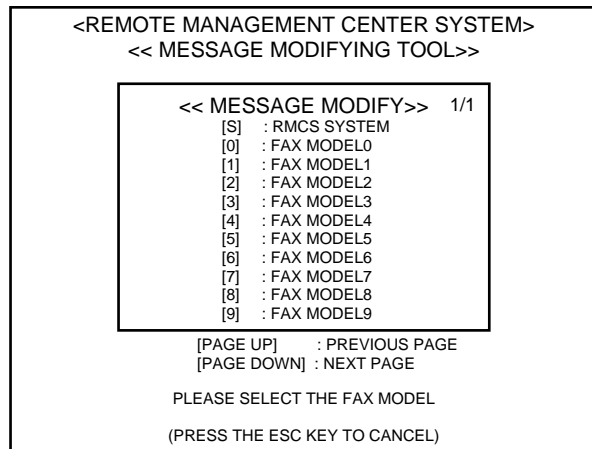 <REMOTE MANAGEMENT CENTER SYSTEM>
<< MESSAGE MODIFYING TOOL>>
<< MESSAGE MODIFY>> 1/1
[S] : RMCS SYSTEM
[0] : FAX MODEL0
[1] : FAX MODEL1
[2] : FAX MODEL2
[3] : FAX MODEL3
[4] : FAX MODEL4
[5] : FAX MODEL5
[6] : FAX MODEL6
[7] : FAX MODEL7
[8] : FAX MODEL8
[9] : FAX MODEL9
[PAGE UP] : PREVIOUS PAGE
[PAGE DOWN] : NEXT PAGE
PLEASE SELECT THE FAX MODEL
(PRESS THE ESC KEY TO CANCEL)